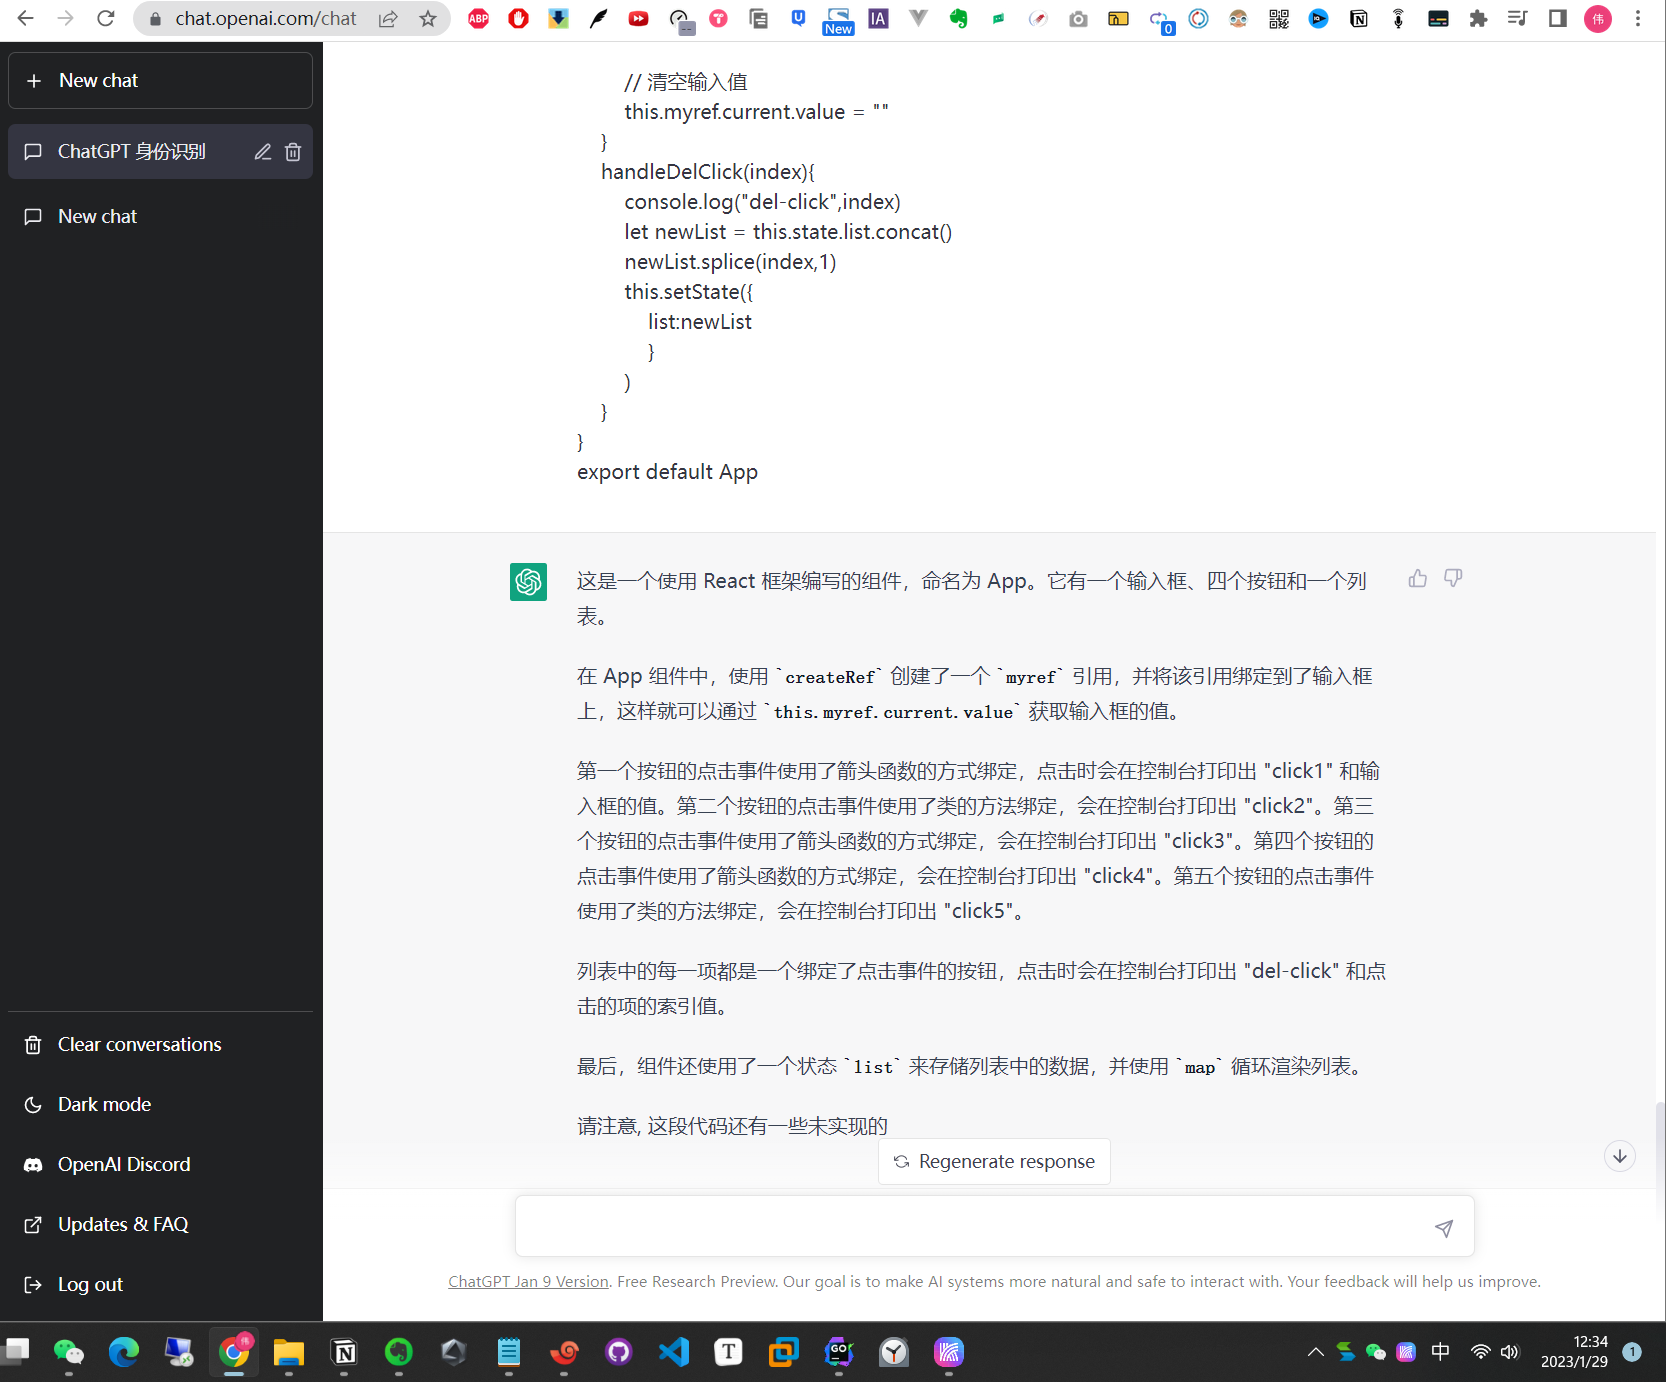 chat.openai.com/chat
ABP
New
IA
0
伟
New chat
ChatGPT 身份识别
New chat
// 清空输入值
this.myref.current.value = ""
}
handleDelClick(index){
console.log("del-click",index)
let newList = this.state.list.concat()
newList.splice(index,1)
this.setState({
list:newList
}
)
}
}
export default App
这是一个使用 React 框架编写的组件，命名为 App。它有一个输入框、四个按钮和一个列
表。
在 App 组件中，使用 `createRef` 创建了一个 `myref` 引用，并将该引用绑定到了输入框
上，这样就可以通过 `this.myref.current.value` 获取输入框的值。
第一个按钮的点击事件使用了箭头函数的方式绑定，点击时会在控制台打印出 "click1" 和输
入框的值。第二个按钮的点击事件使用了类的方法绑定，会在控制台打印出 "click2"。第三
个按钮的点击事件使用了箭头函数的方式绑定，会在控制台打印出 "click3"。第四个按钮的
点击事件使用了箭头函数的方式绑定，会在控制台打印出 "click4"。第五个按钮的点击事件
使用了类的方法绑定，会在控制台打印出 "click5"。
列表中的每一项都是一个绑定了点击事件的按钮，点击时会在控制台打印出 "del-click" 和点
击的项的索引值。
最后，组件还使用了一个状态 `list` 来存储列表中的数据，并使用 `map` 循环渲染列表。
请注意, 这段代码还有一些未实现的
Regenerate response
Clear conversations
Dark mode
OpenAI Discord
Updates & FAQ
Log out
ChatGPT Jan 9 Version. Free Research Preview. Our goal is to make AI systems more natural and safe to interact with. Your feedback will help us improve.
伟
T
GO
中
12:34
2023/1/29
1